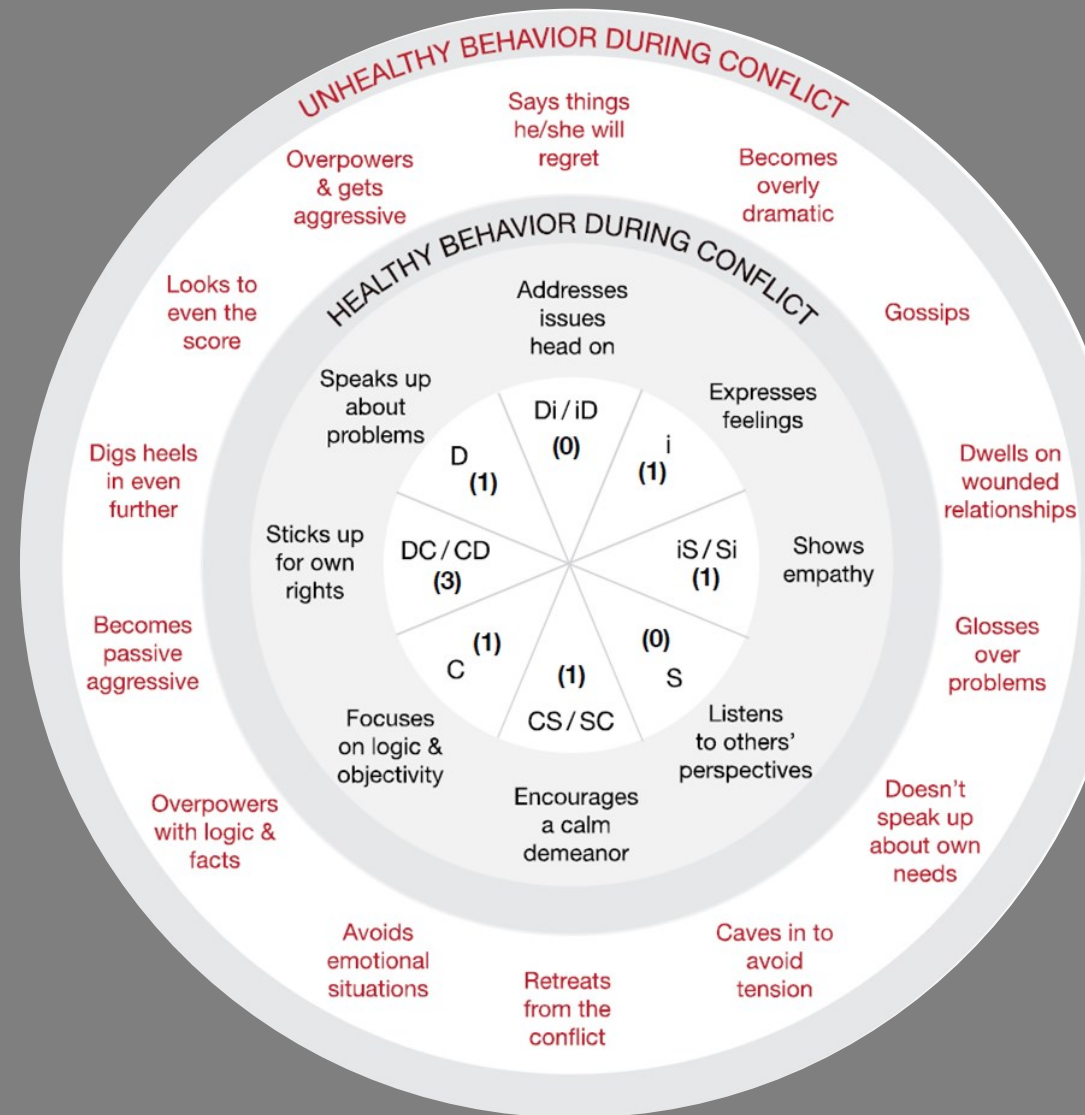 UNHEALTHY BEHAVIOR DURING CONFLICT
Says things
he/she will
regret
Becomes
overly
dramatic
Gossips
Dwells on
wounded
relationships
Glosses
over
problems
Doesn’t
speak up
about own
needs
Caves in to
avoid
tension
Retreats
from the
conflict
Avoids
emotional
situations
Overpowers
with logic &
facts
Becomes
passive
aggressive
Digs heels
in even
further
Looks to
even the
score
Overpowers
& gets
aggressive
HEALTHY BEHAVIOR DURING CONFLICT
Addresses
issues
head on
Expresses
feelings
Shows
empathy
Listens
to others’
perspectives
Encourages
a calm
demeanor
Focuses
on logic &
objectivity
Sticks up
for own
rights
Speaks up
about
problems
Di / iD
(0)
i
(1)
iS / Si
(1)
(0)
S
(1)
CS / SC
(1)
C
DC / CD
(3)
D
(1)